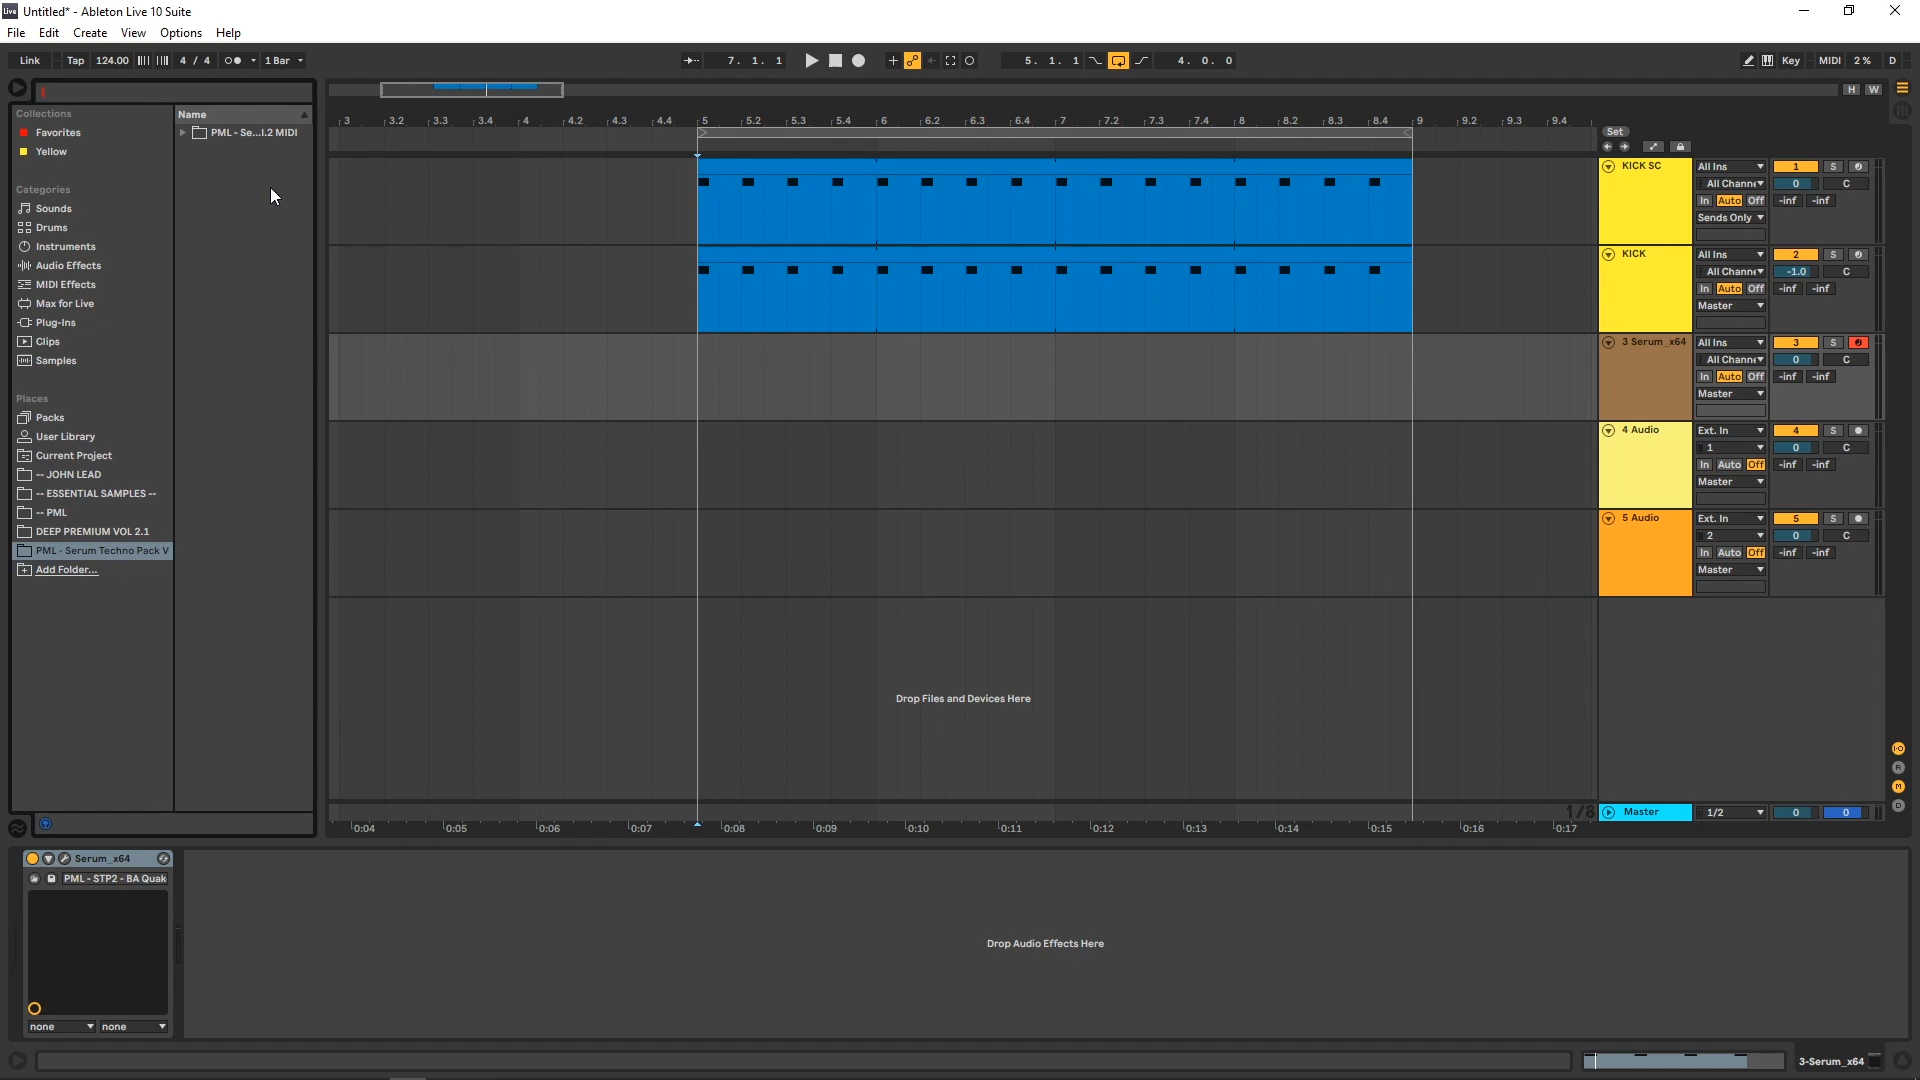 Untitled* - Ableton Live 10 Suite
File Edit Create View Options Help
Link Tap 124.00 4 / 4 1 Bar 7. 1. 1 5. 1. 1 4. 0. 0 Key MIDI 2 % D
H W
Collections
Favorites
Yellow
Categories
Sounds
Drums
Instruments
Audio Effects
MIDI Effects
Max for Live
Plug-Ins
Clips
Samples
Places
Packs
User Library
Current Project
-- JOHN LEAD
-- ESSENTIAL SAMPLES --
-- PML
DEEP PREMIUM VOL 2.1
PML - Serum Techno Pack V
Add Folder...
Name
PML - Se...l.2 MIDI
3 3.2 3.3 3.4 4 4.2 4.3 4.4 5 5.2 5.3 5.4 6 6.2 6.3 6.4 7 7.2 7.3 7.4 8 8.2 8.3 8.4 9 9.2 9.3 9.4
Set
KICK SC All Ins 1 S
All Channe 0 C
In Auto Off -inf -inf
Sends Only
KICK All Ins 2 S
All Channe -1.0 C
In Auto Off -inf -inf
Master
3 Serum_x64 All Ins 3 S
All Channe 0 C
In Auto Off -inf -inf
Master
4 Audio Ext. In 4 S
1 0 C
In Auto Off -inf -inf
Master
5 Audio Ext. In 5 S
2 0 C
In Auto Off -inf -inf
Master
Drop Files and Devices Here
1/8 Master 1/2 0 0
0:04 0:05 0:06 0:07 0:08 0:09 0:10 0:11 0:12 0:13 0:14 0:15 0:16 0:17
I·O
R
M
D
Serum_x64
PML - STP2 - BA Quak
none none
Drop Audio Effects Here
3-Serum_x64